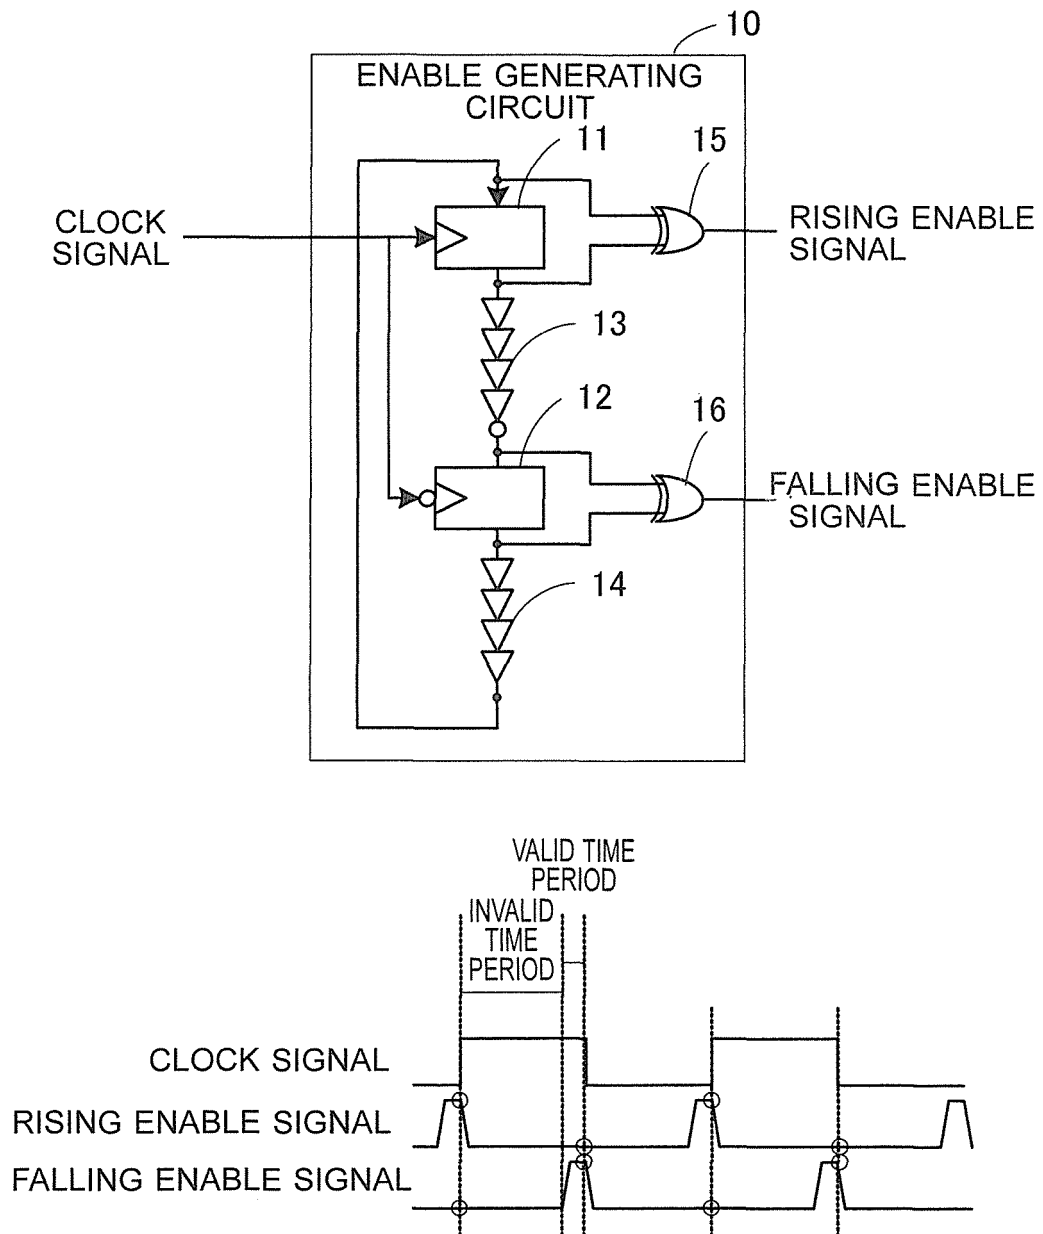 10
ENABLE GENERATING
CIRCUIT
11
15
CLOCK
SIGNAL
RISING ENABLE
SIGNAL
13
12
16
FALLING ENABLE
SIGNAL
14
VALID TIME
PERIOD
INVALID
TIME
PERIOD
CLOCK SIGNAL
RISING ENABLE SIGNAL
FALLING ENABLE SIGNAL